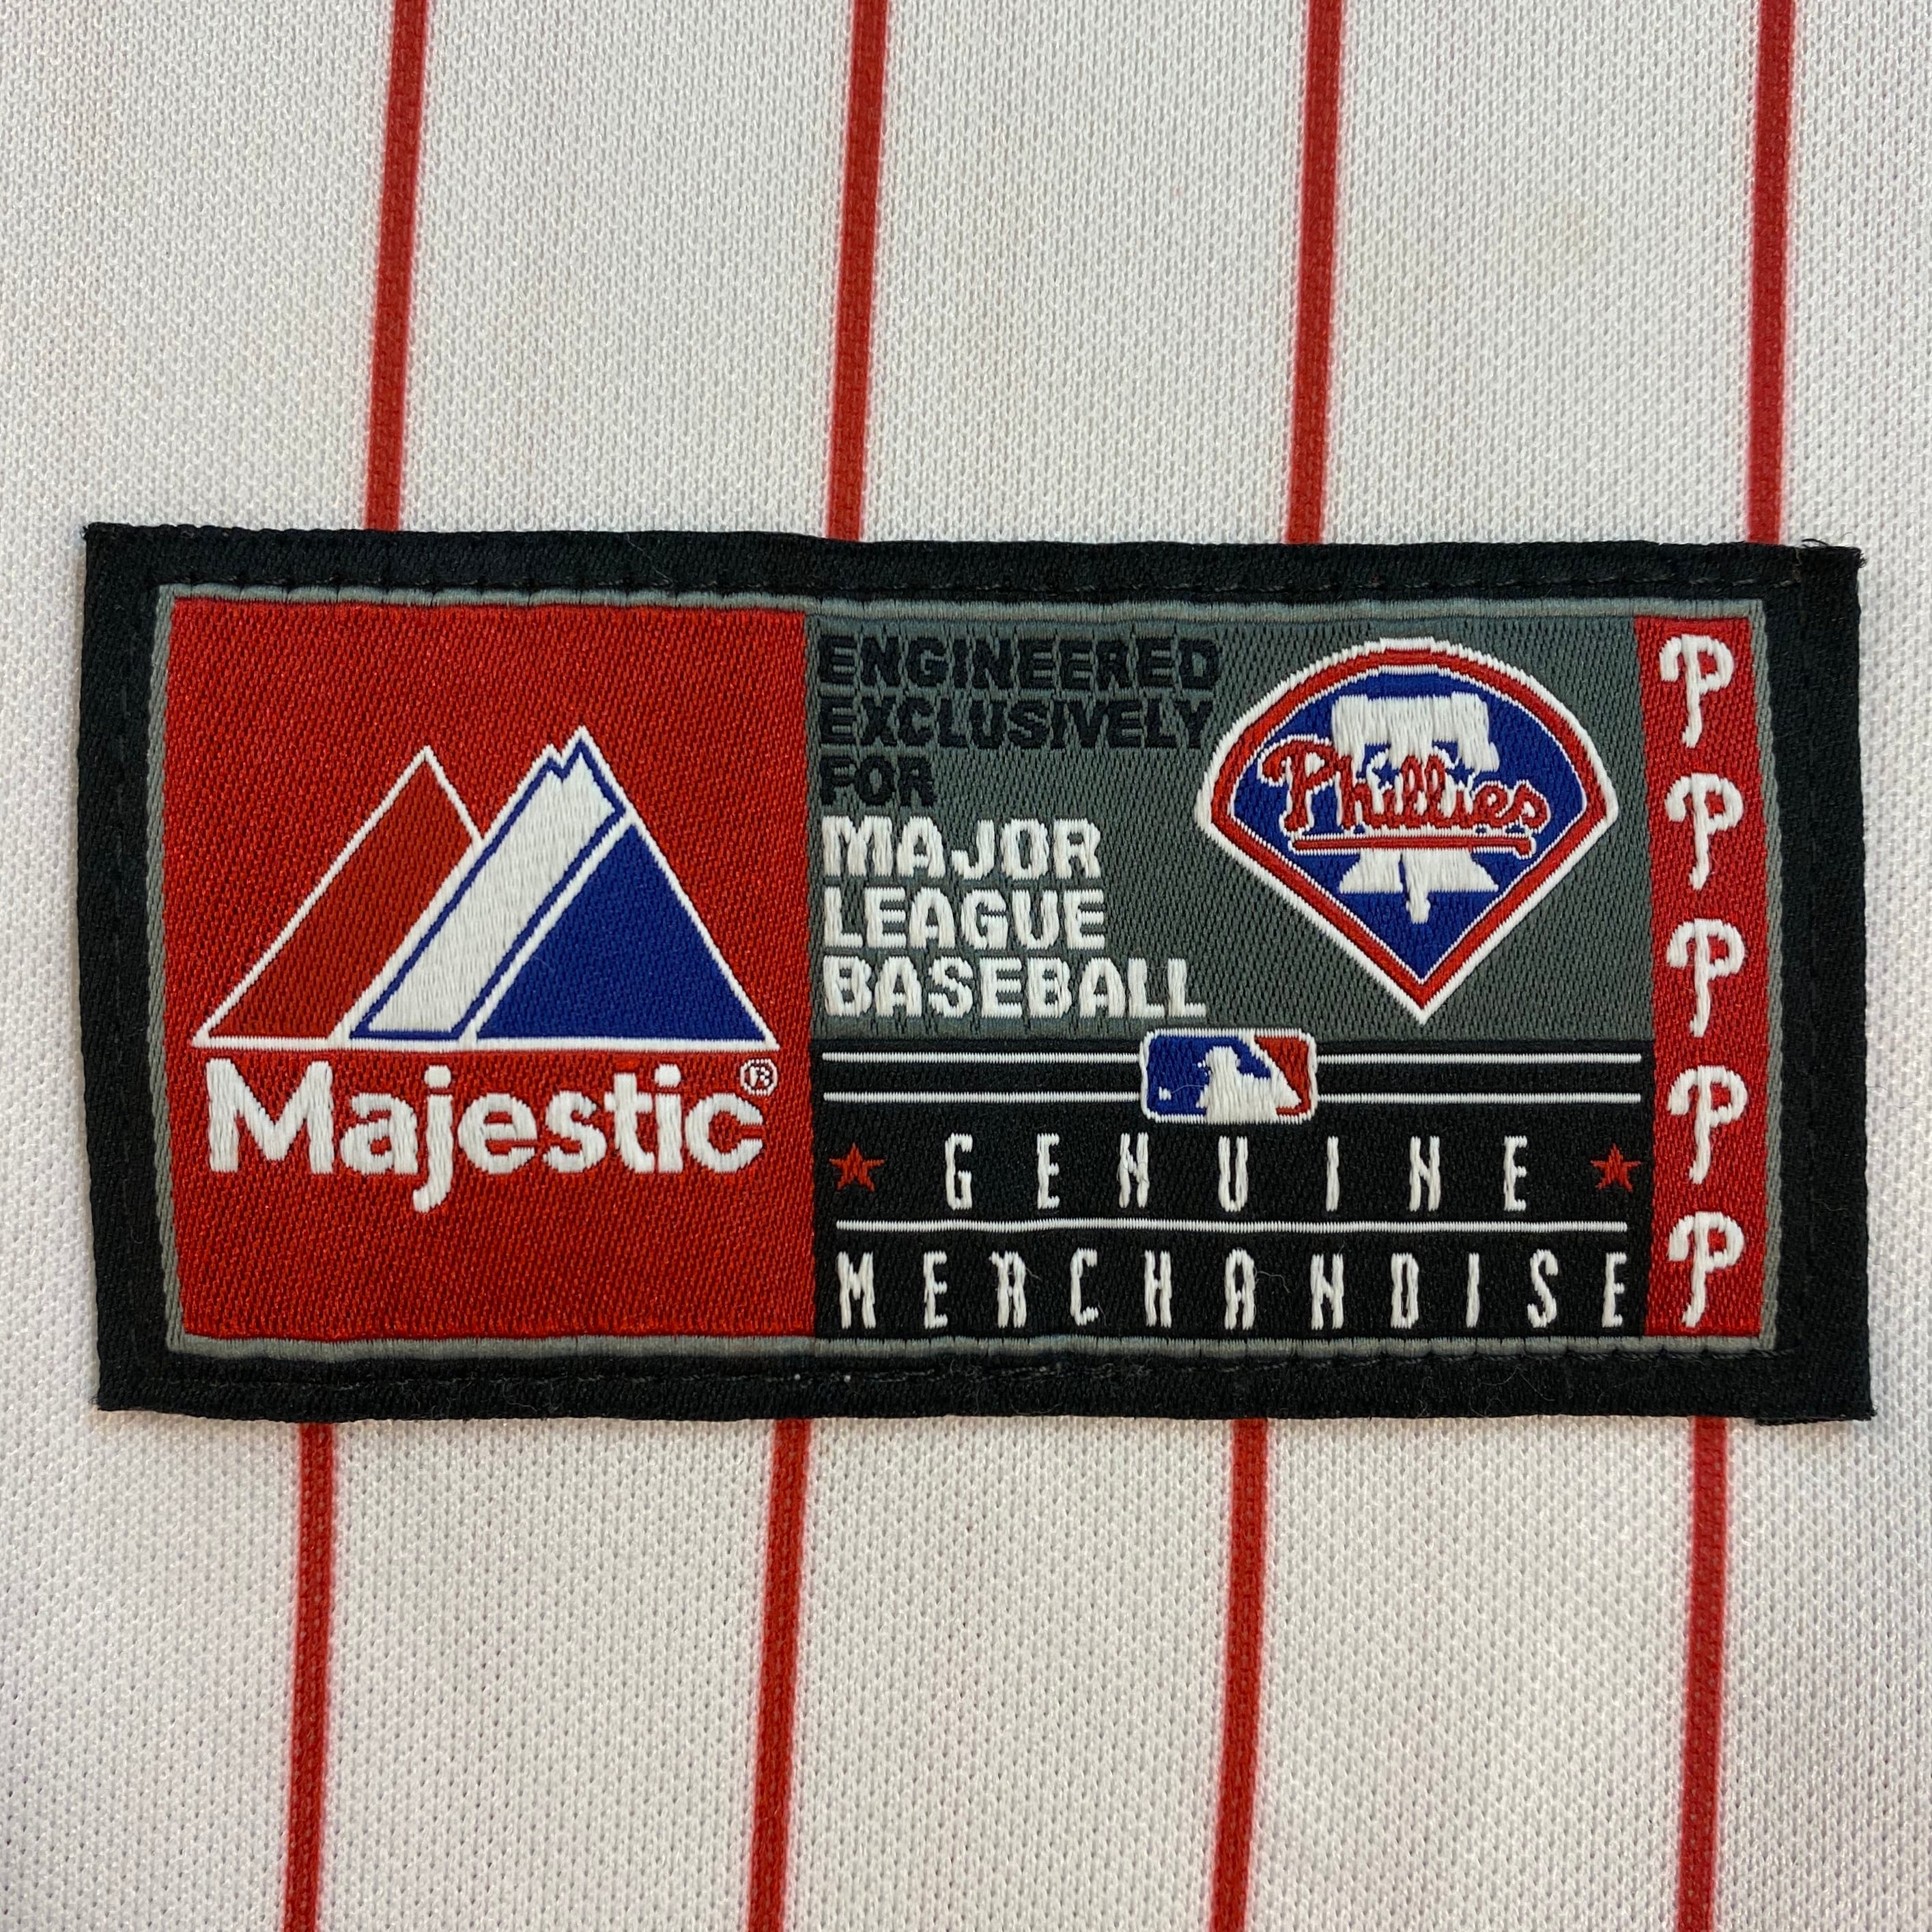 Majestic®
ENGINEERED
EXCLUSIVELY
FOR
MAJOR
LEAGUE
BASEBALL
Phillies
GENUINE
MERCHANDISE
P
P
P
P
P